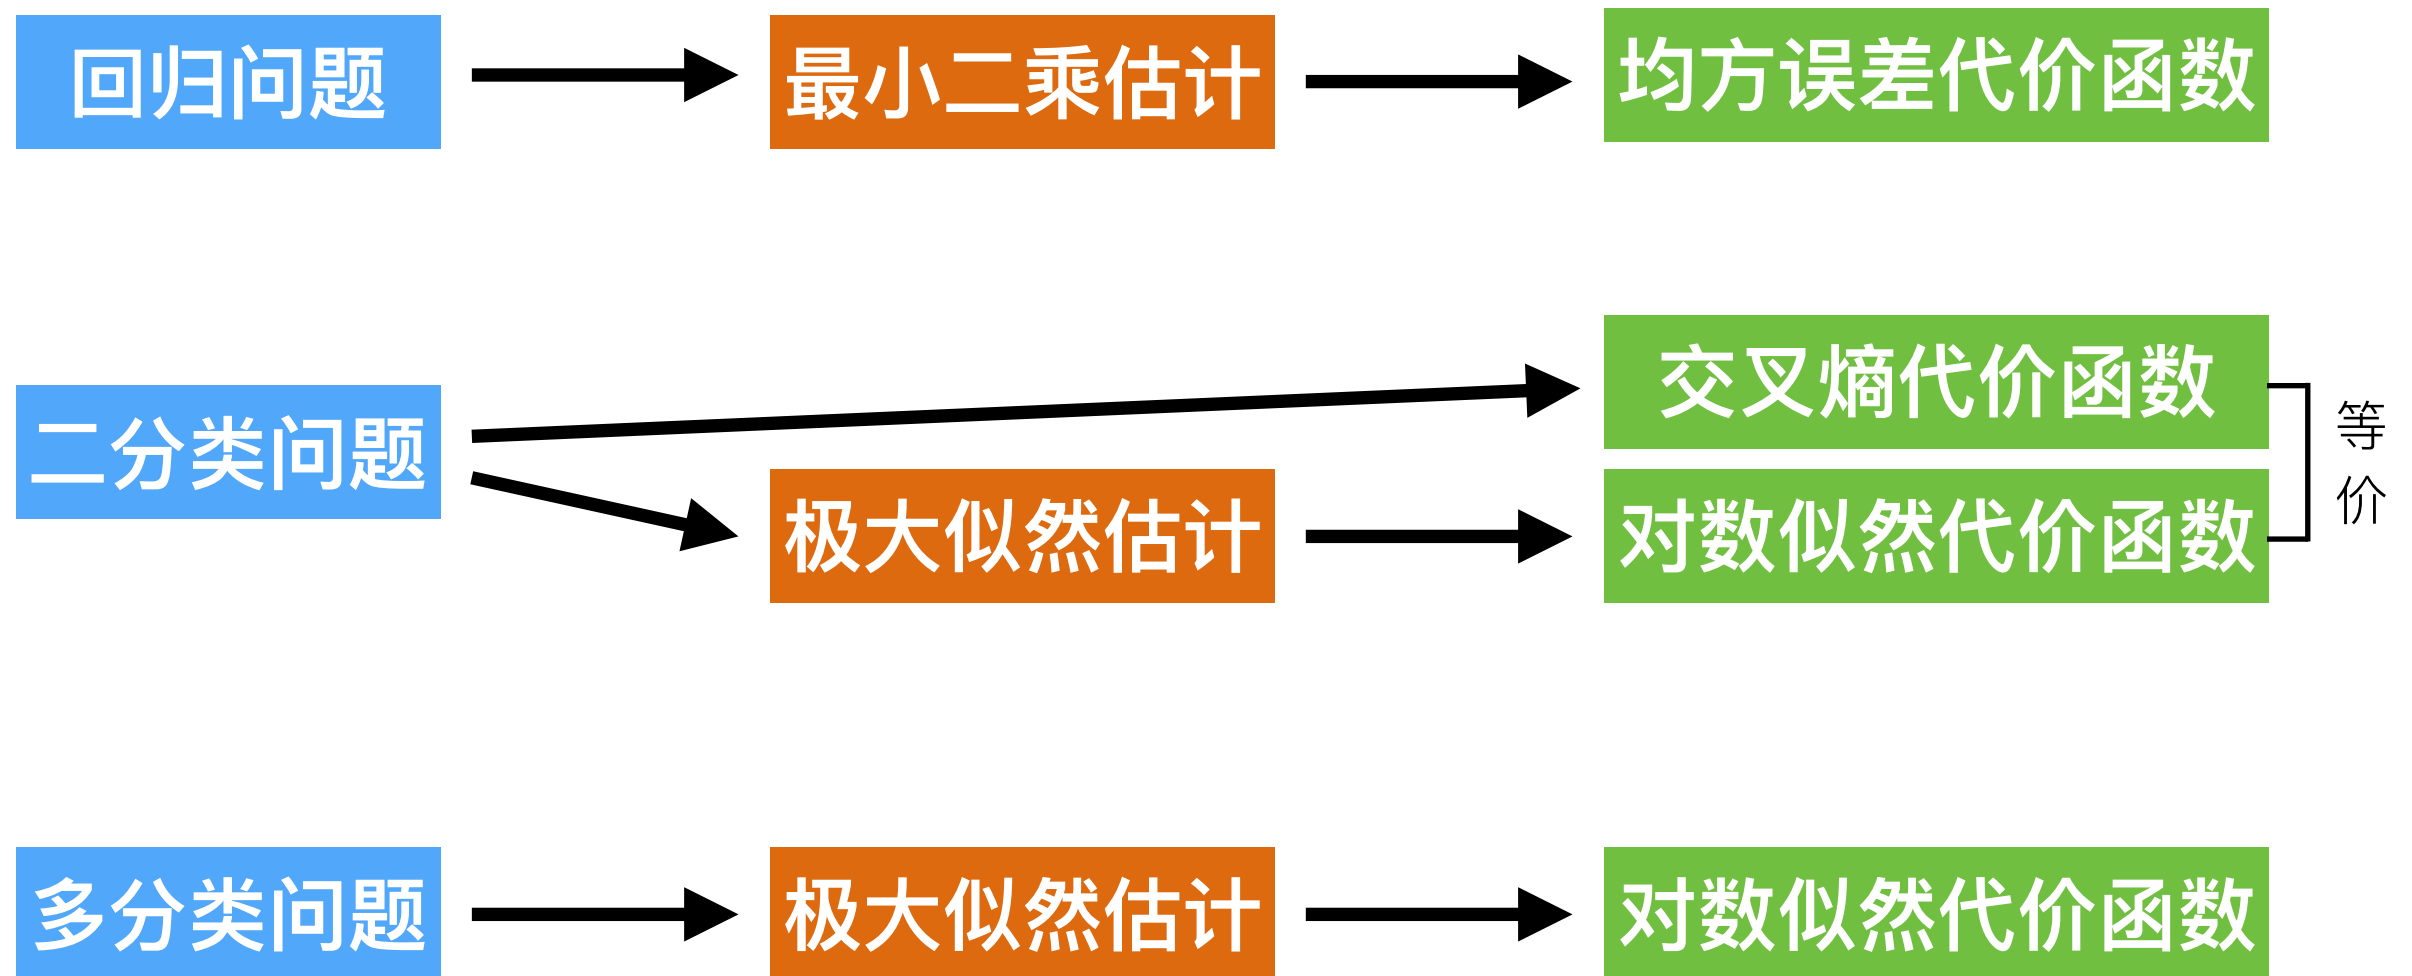 回归问题
最小二乘估计
均方误差代价函数
二分类问题
交叉熵代价函数
极大似然估计
对数似然代价函数
等
价
多分类问题
极大似然估计
对数似然代价函数